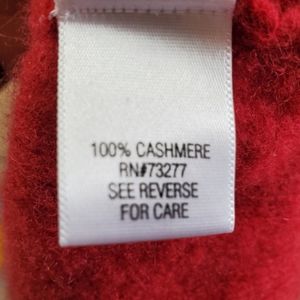 100% CASHMERE
RN#73277
SEE REVERSE
FOR CARE